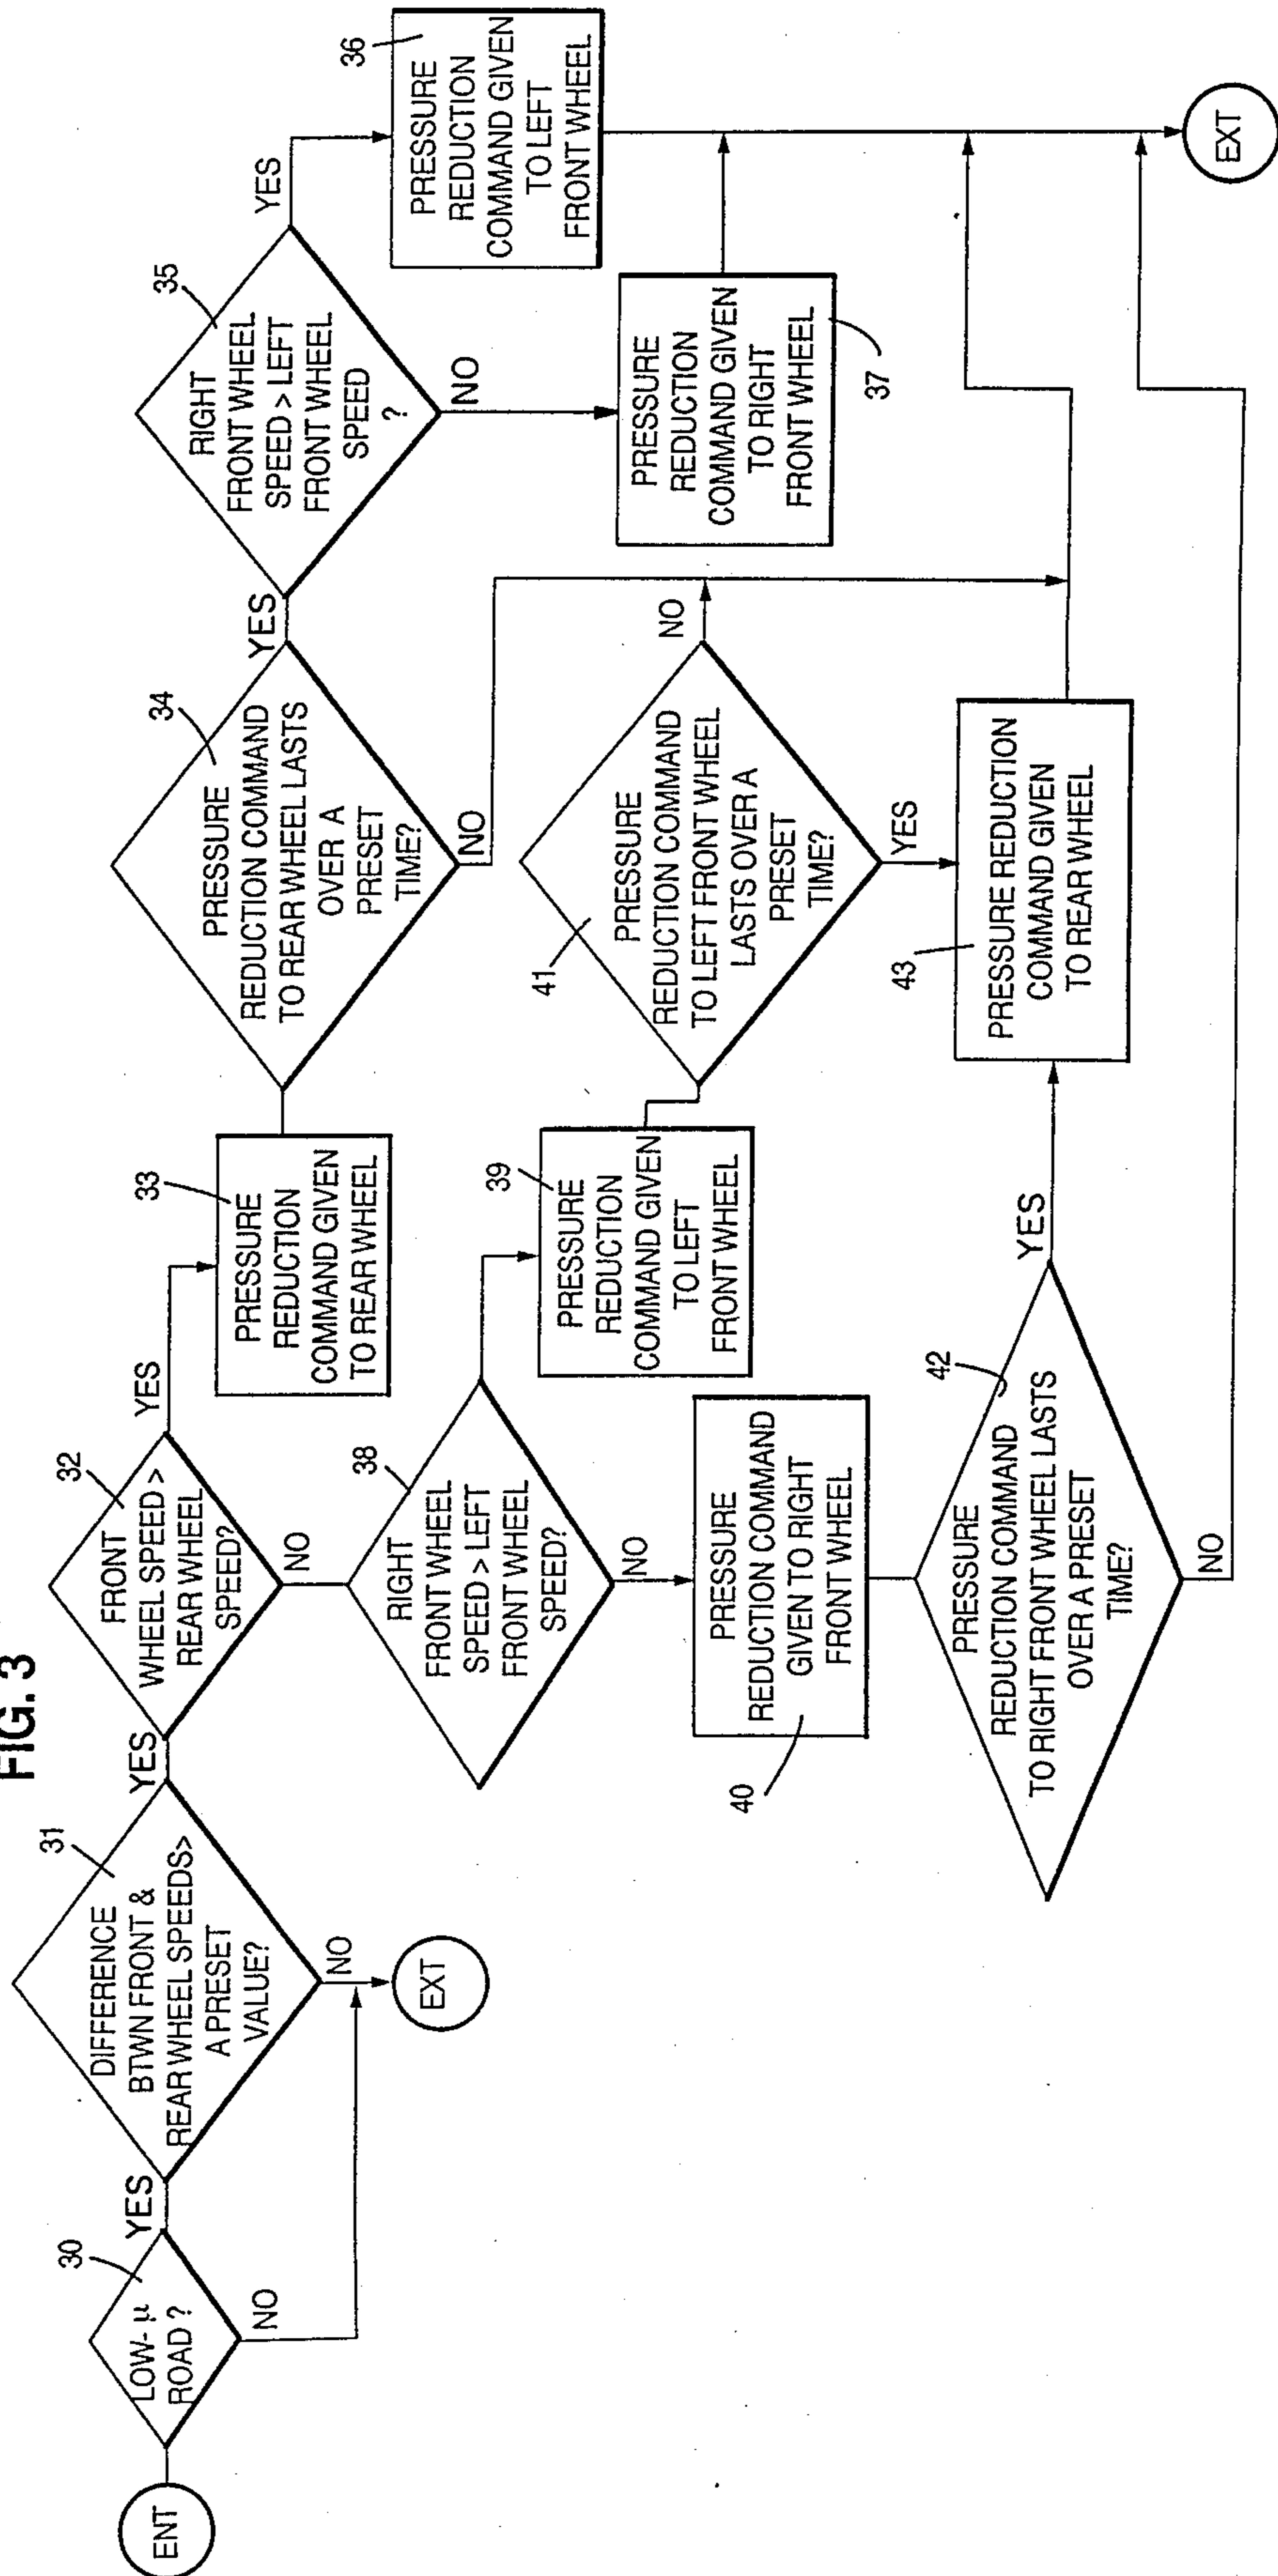 FIG. 3
ENT
30
LOW- μ
ROAD ?
YES
NO
31
DIFFERENCE
BTWN FRONT &
REAR WHEEL SPEEDS>
A PRESET
VALUE?
YES
NO
EXT
32
FRONT
WHEEL SPEED >
REAR WHEEL
SPEED?
YES
NO
33
PRESSURE
REDUCTION
COMMAND GIVEN
TO REAR WHEEL
34
PRESSURE
REDUCTION COMMAND
TO REAR WHEEL LASTS
OVER A
PRESET
TIME?
YES
NO
35
RIGHT
FRONT WHEEL
SPEED > LEFT
FRONT WHEEL
SPEED
?
YES
NO
36
PRESSURE
REDUCTION
COMMAND GIVEN
TO LEFT
FRONT WHEEL
PRESSURE
REDUCTION
COMMAND GIVEN
TO RIGHT
FRONT WHEEL
37
38
RIGHT
FRONT WHEEL
SPEED > LEFT
FRONT WHEEL
SPEED?
NO
39
PRESSURE
REDUCTION
COMMAND GIVEN
TO LEFT
FRONT WHEEL
41
PRESSURE
REDUCTION COMMAND
TO LEFT FRONT WHEEL
LASTS OVER A
PRESET
TIME?
NO
YES
40
PRESSURE
REDUCTION COMMAND
GIVEN TO RIGHT
FRONT WHEEL
42
PRESSURE
REDUCTION COMMAND
TO RIGHT FRONT WHEEL LASTS
OVER A PRESET
TIME?
YES
NO
43
PRESSURE REDUCTION
COMMAND GIVEN
TO REAR WHEEL
EXT